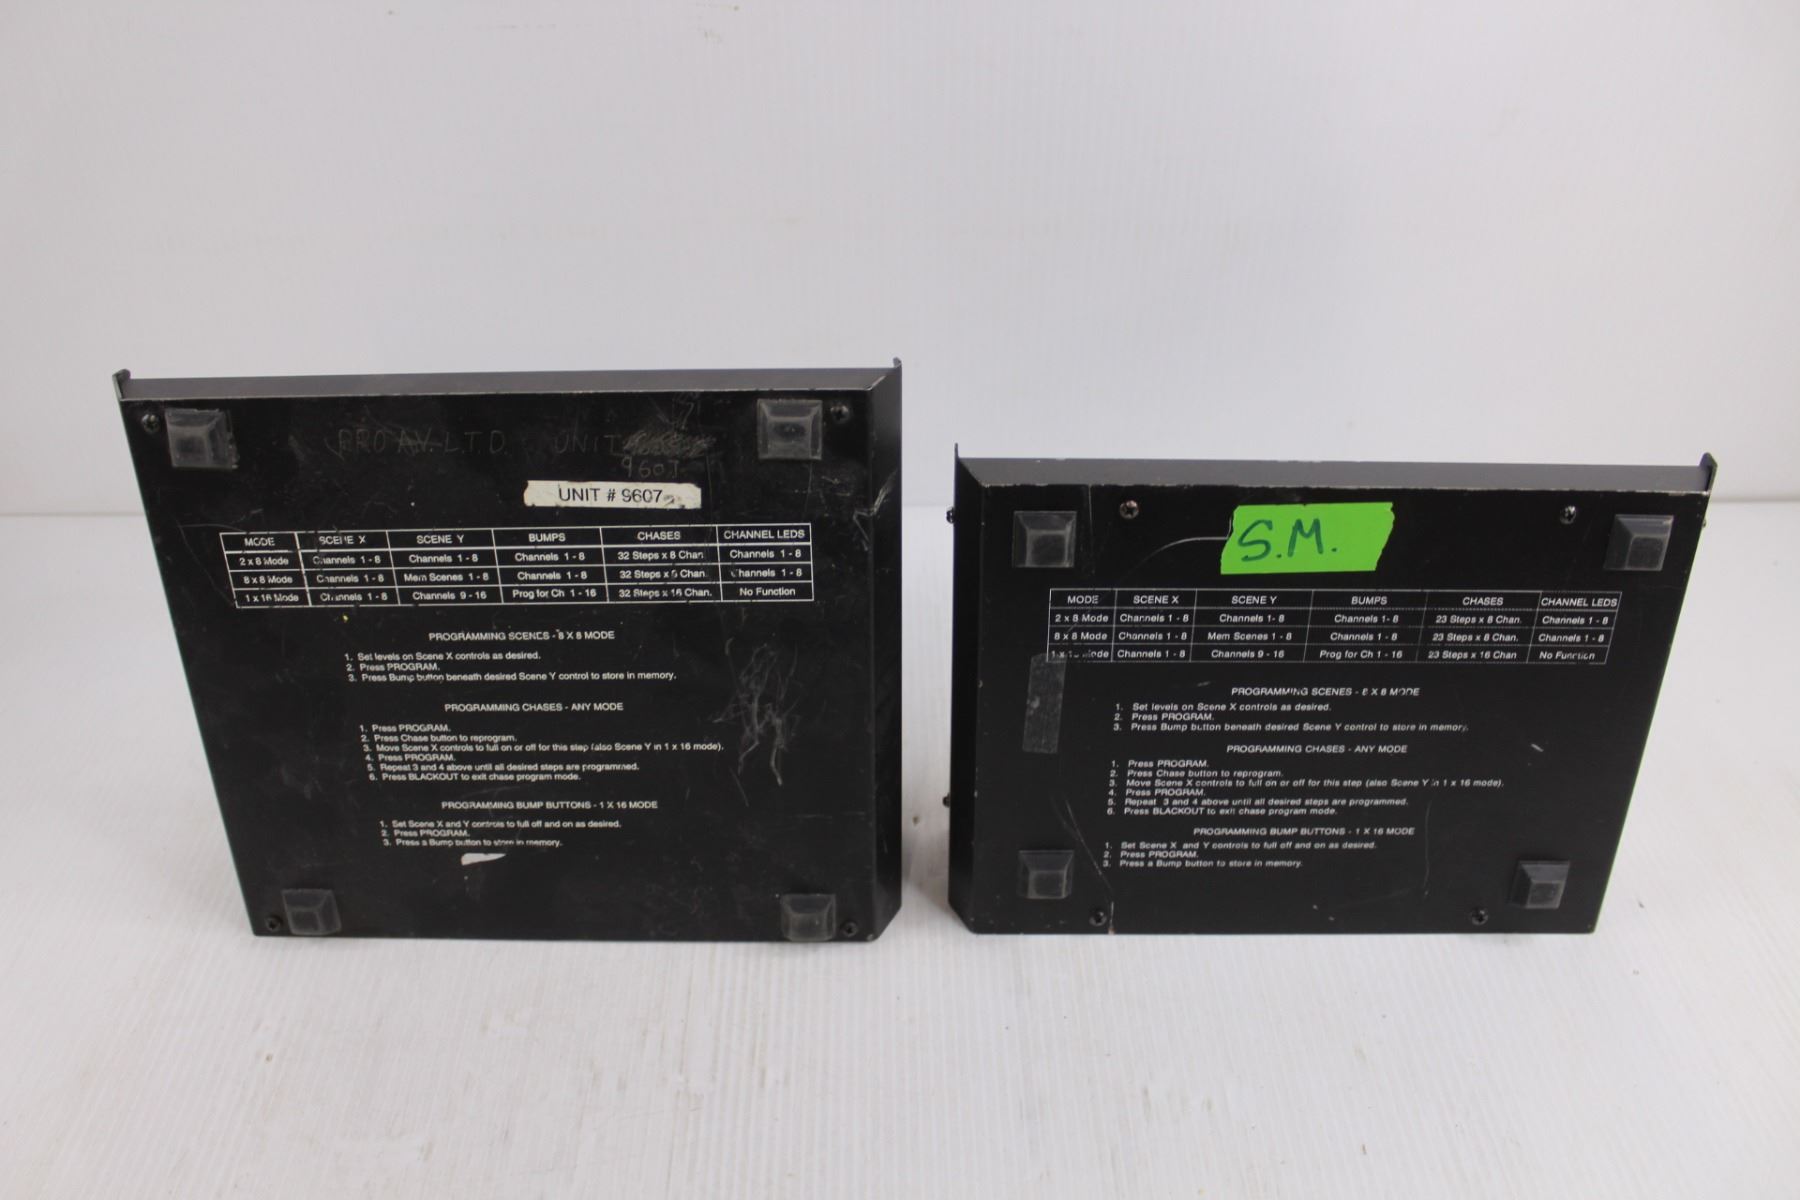 PRO AV. L.T.D. UNIT
UNIT # 9607
MODE SCENE X SCENE Y BUMPS CHASES CHANNEL LEDS
2 x 8 Mode Channels 1 - 8 Channels 1 - 8 Channels 1 - 8 32 Steps x 8 Chan. Channels 1 - 8
8 x 8 Mode Channels 1 - 8 Mem Scenes 1 - 8 Channels 1 - 8 32 Steps x 8 Chan. Channels 1 - 8
1 x 16 Mode Channels 1 - 8 Channels 9 - 16 Prog for Ch 1 - 16 32 Steps x 16 Chan. No Function
PROGRAMMING SCENES - 8 X 8 MODE
1. Set levels on Scene X controls as desired.
2. Press PROGRAM.
3. Press Bump button beneath desired Scene Y control to store in memory.
PROGRAMMING CHASES - ANY MODE
1. Press PROGRAM.
2. Press Chase button to reprogram.
3. Move Scene X controls to full on or off for this step (also Scene Y in 1 x 16 mode).
4. Press PROGRAM.
5. Repeat 3 and 4 above until all desired steps are programmed.
6. Press BLACKOUT to exit chase program mode.
PROGRAMMING BUMP BUTTONS - 1 X 16 MODE
1. Set Scene X and Y controls to full off and on as desired.
2. Press PROGRAM.
3. Press a Bump button to store in memory.
S.M.
MODE SCENE X SCENE Y BUMPS CHASES CHANNEL LEDS
2 x 8 Mode Channels 1 - 8 Channels 1- 8 Channels 1 - 8 23 Steps x 8 Chan. Channels 1 - 8
8 x 8 Mode Channels 1 - 8 Mem Scenes 1 - 8 Channels 1 - 8 23 Steps x 8 Chan. Channels 1 - 8
1 x 16 Mode Channels 1 - 8 Channels 9 - 16 Prog for Ch 1 - 16 23 Steps x 16 Chan No Function
PROGRAMMING SCENES - 8 X 8 MODE
1. Set levels on Scene X controls as desired.
2. Press PROGRAM.
3. Press Bump button beneath desired Scene Y control to store in memory.
PROGRAMMING CHASES - ANY MODE
1. Press PROGRAM.
2. Press Chase button to reprogram.
3. Move Scene X controls to full on or off for this step (also Scene Y in 1 x 16 mode).
4. Press PROGRAM.
5. Repeat 3 and 4 above until all desired steps are programmed.
6. Press BLACKOUT to exit chase program mode.
PROGRAMMING BUMP BUTTONS - 1 X 16 MODE
1. Set Scene X and Y controls to full off and on as desired.
2. Press PROGRAM.
3. Press a Bump button to store in memory.